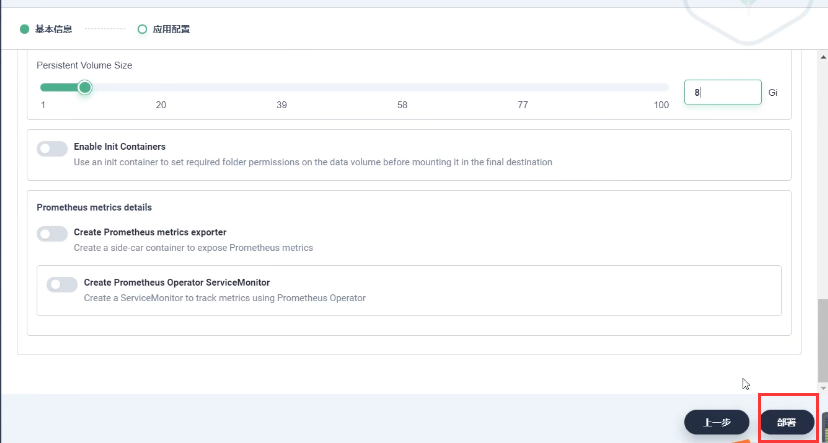 基本信息 应用配置
Persistent Volume Size
8 Gi
1 20 39 58 77 100
Enable Init Containers
Use an init container to set required folder permissions on the data volume before mounting it in the final destination
Prometheus metrics details
Create Prometheus metrics exporter
Create a side-car container to expose Prometheus metrics
Create Prometheus Operator ServiceMonitor
Create a ServiceMonitor to track metrics using Prometheus Operator
上一步 部署